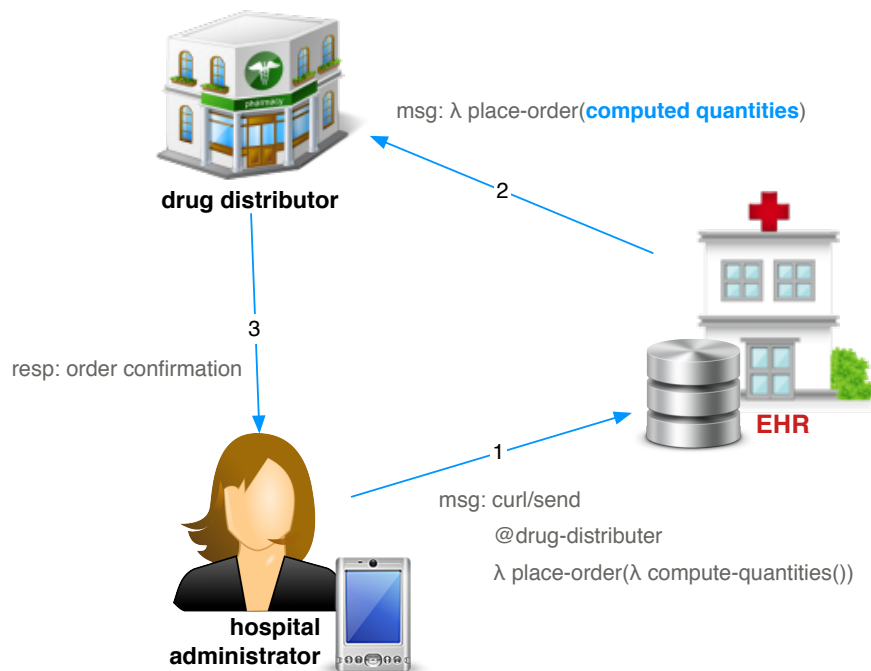 pharmacy
msg: λ place-order(computed quantities)
drug distributor
2
3
resp: order confirmation
EHR
1
msg: curl/send
@drug-distributer
λ place-order(λ compute-quantities())
hospital
administrator